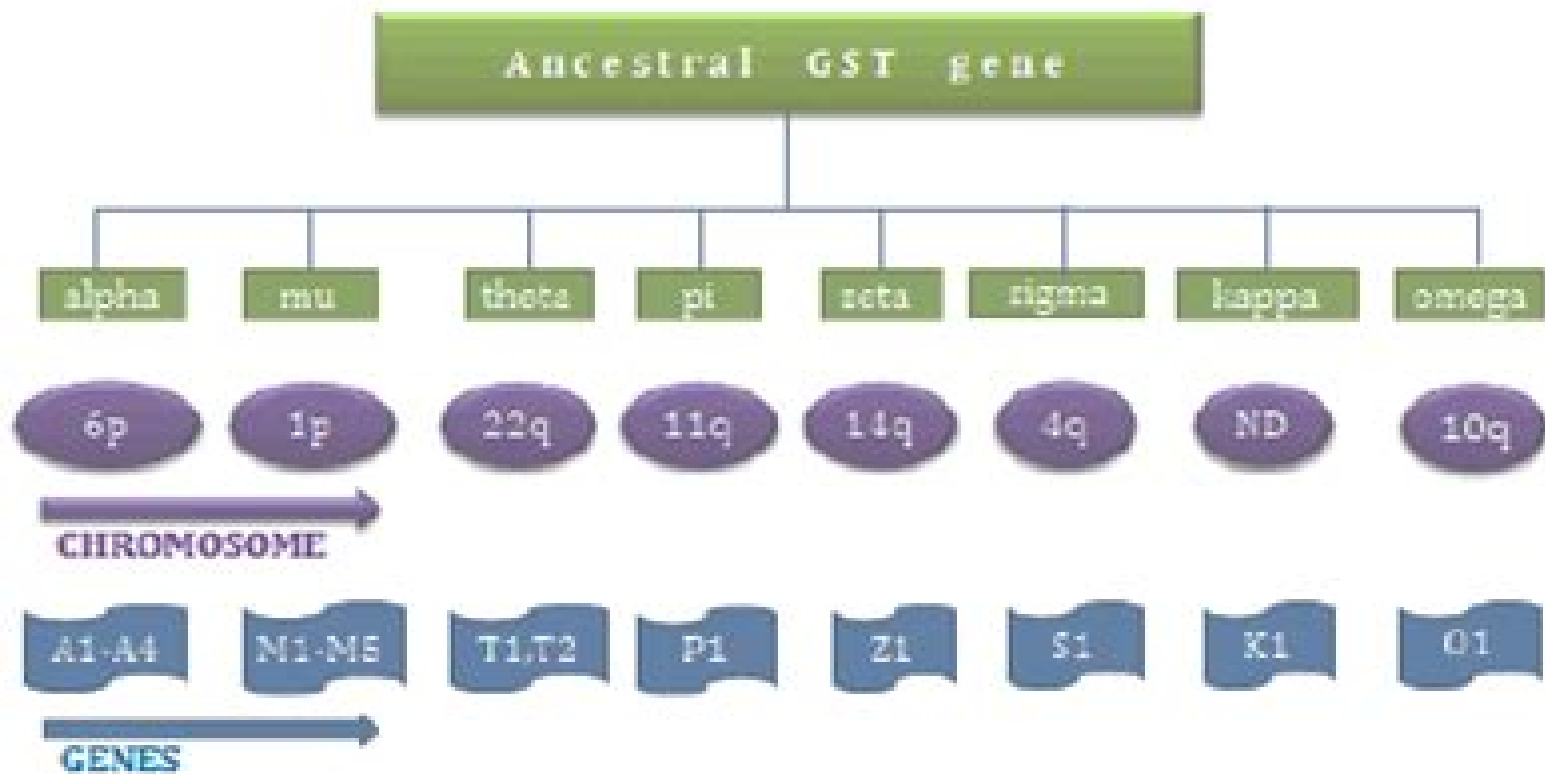 Ancestral GST gene
alpha mu theta pi zeta sigma kappa omega
6p 1p 22q 11q 14q 4q ND 10q
CHROMOSOME
A1-A4 M1-M5 T1,T2 P1 Z1 S1 K1 O1
GENES